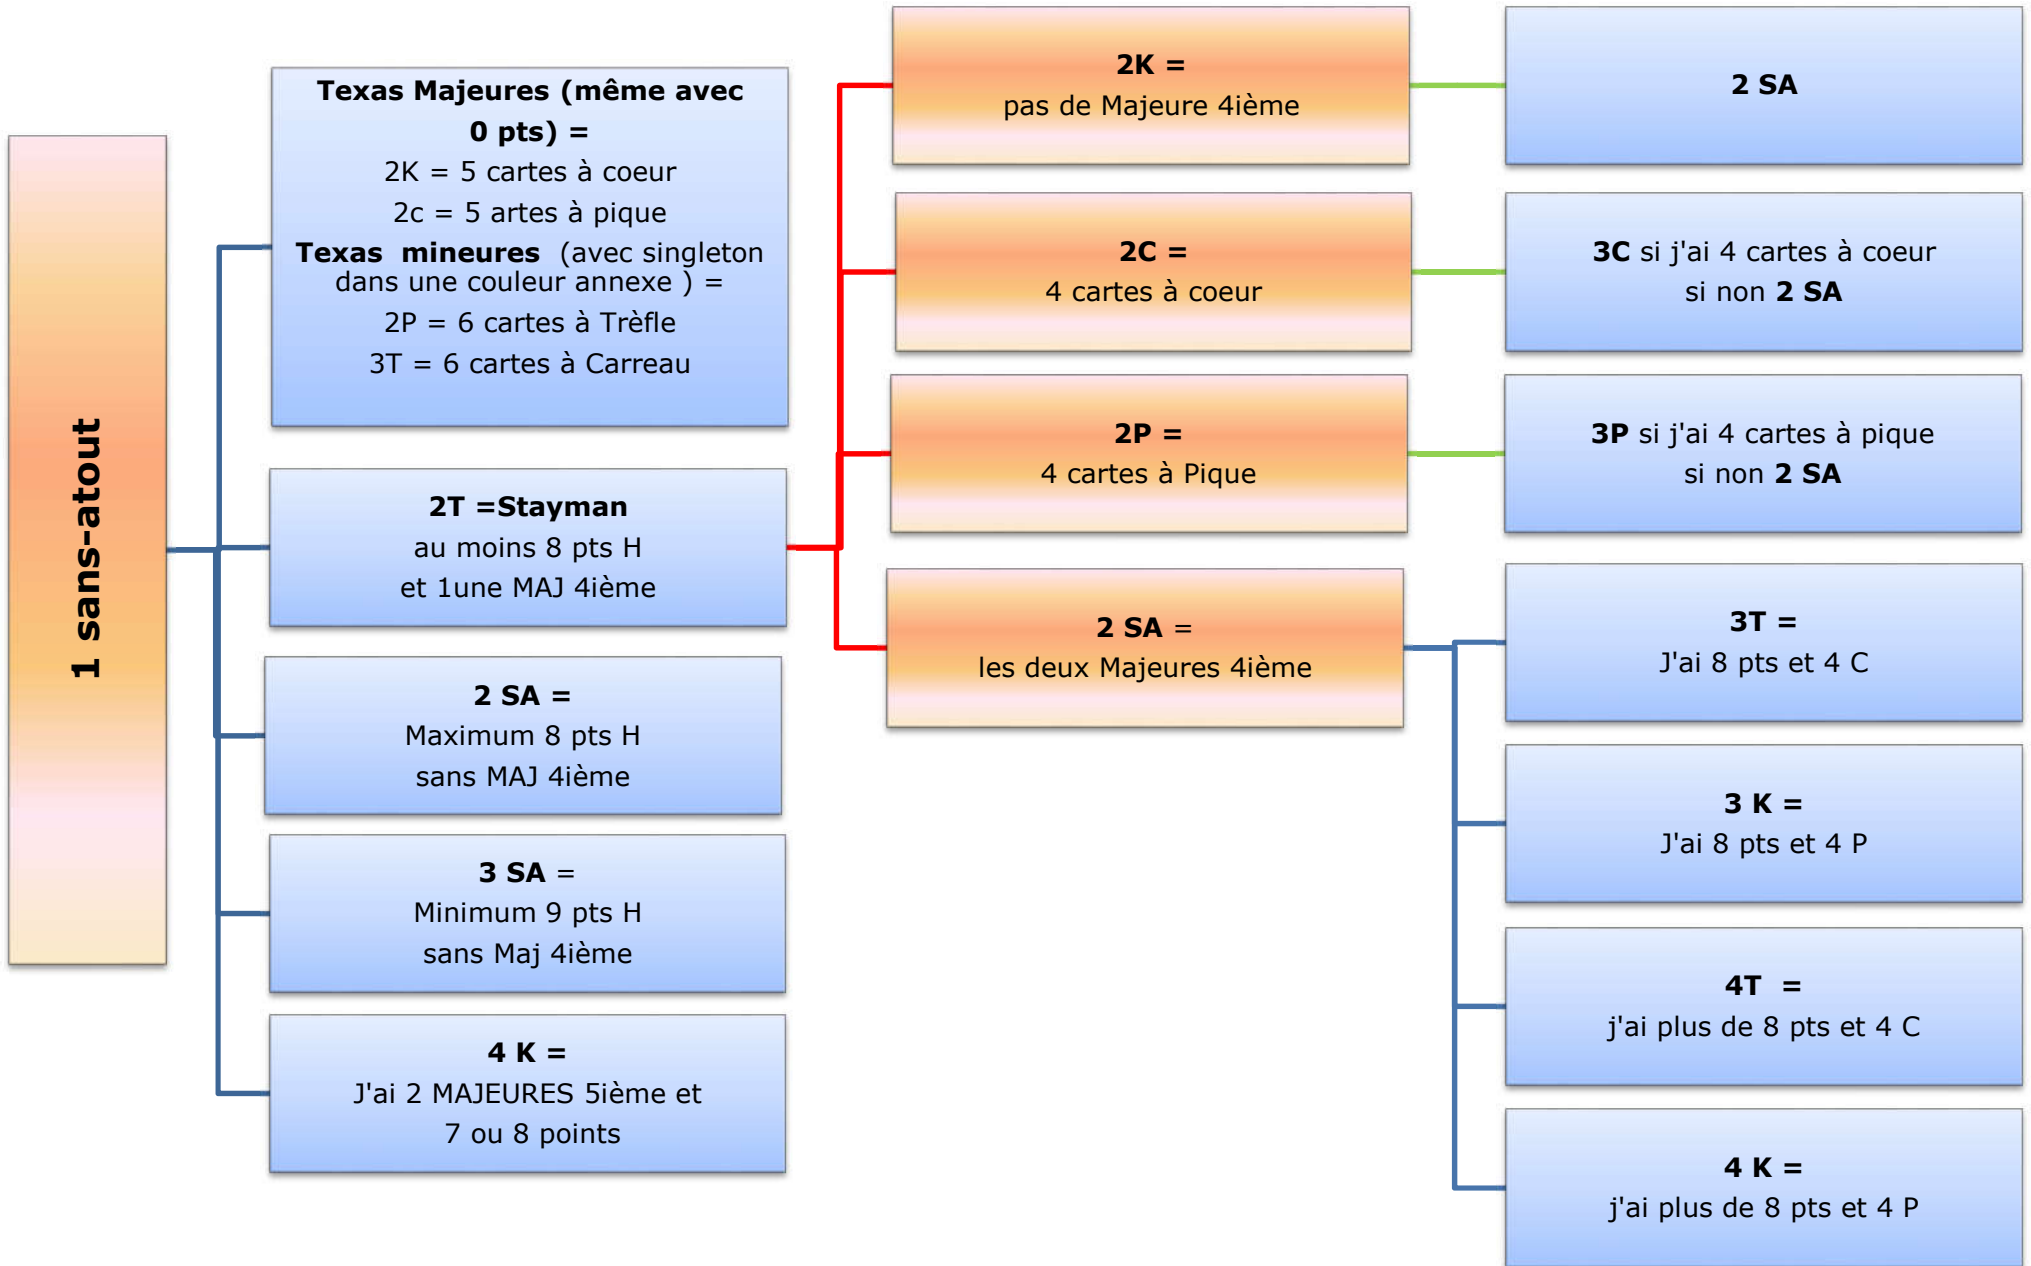 1 sans-atout
Texas Majeures (même avec
0 pts) =
2K = 5 cartes à coeur
2c = 5 artes à pique
Texas mineures (avec singleton
dans une couleur annexe ) =
2P = 6 cartes à Trèfle
3T = 6 cartes à Carreau
2T =Stayman
au moins 8 pts H
et 1une MAJ 4ième
2 SA =
Maximum 8 pts H
sans MAJ 4ième
3 SA =
Minimum 9 pts H
sans Maj 4ième
4 K =
J'ai 2 MAJEURES 5ième et
7 ou 8 points
2K =
pas de Majeure 4ième
2C =
4 cartes à coeur
2P =
4 cartes à Pique
2 SA =
les deux Majeures 4ième
2 SA
3C si j'ai 4 cartes à coeur
si non 2 SA
3P si j'ai 4 cartes à pique
si non 2 SA
3T =
J'ai 8 pts et 4 C
3 K =
J'ai 8 pts et 4 P
4T =
j'ai plus de 8 pts et 4 C
4 K =
j'ai plus de 8 pts et 4 P